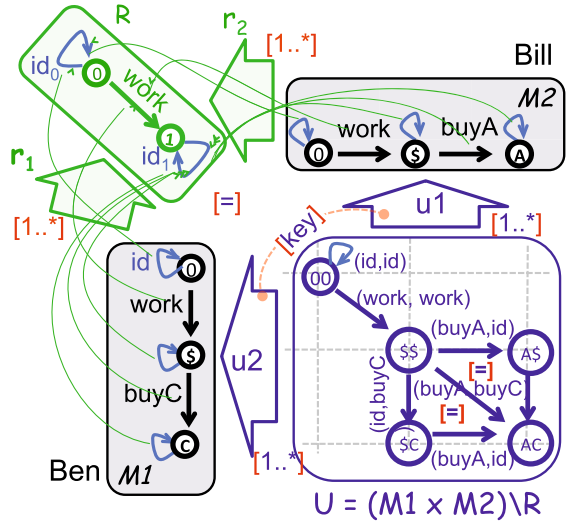 R
r2
[1..*]
id0
0
work
1
id1
r1
[1..*]
[=]
Bill
M2
work
buyA
0
$
A
u1
[1..*]
[key]
id
0
work
$
buyC
C
Ben
M1
u2
[1..*]
00
(id,id)
(work, work)
$$
(buyA,id)
A$
[=]
(id,buyC)
(buyA,buyC)
[=]
$C
(buyA,id)
AC
U = (M1 x M2)\R